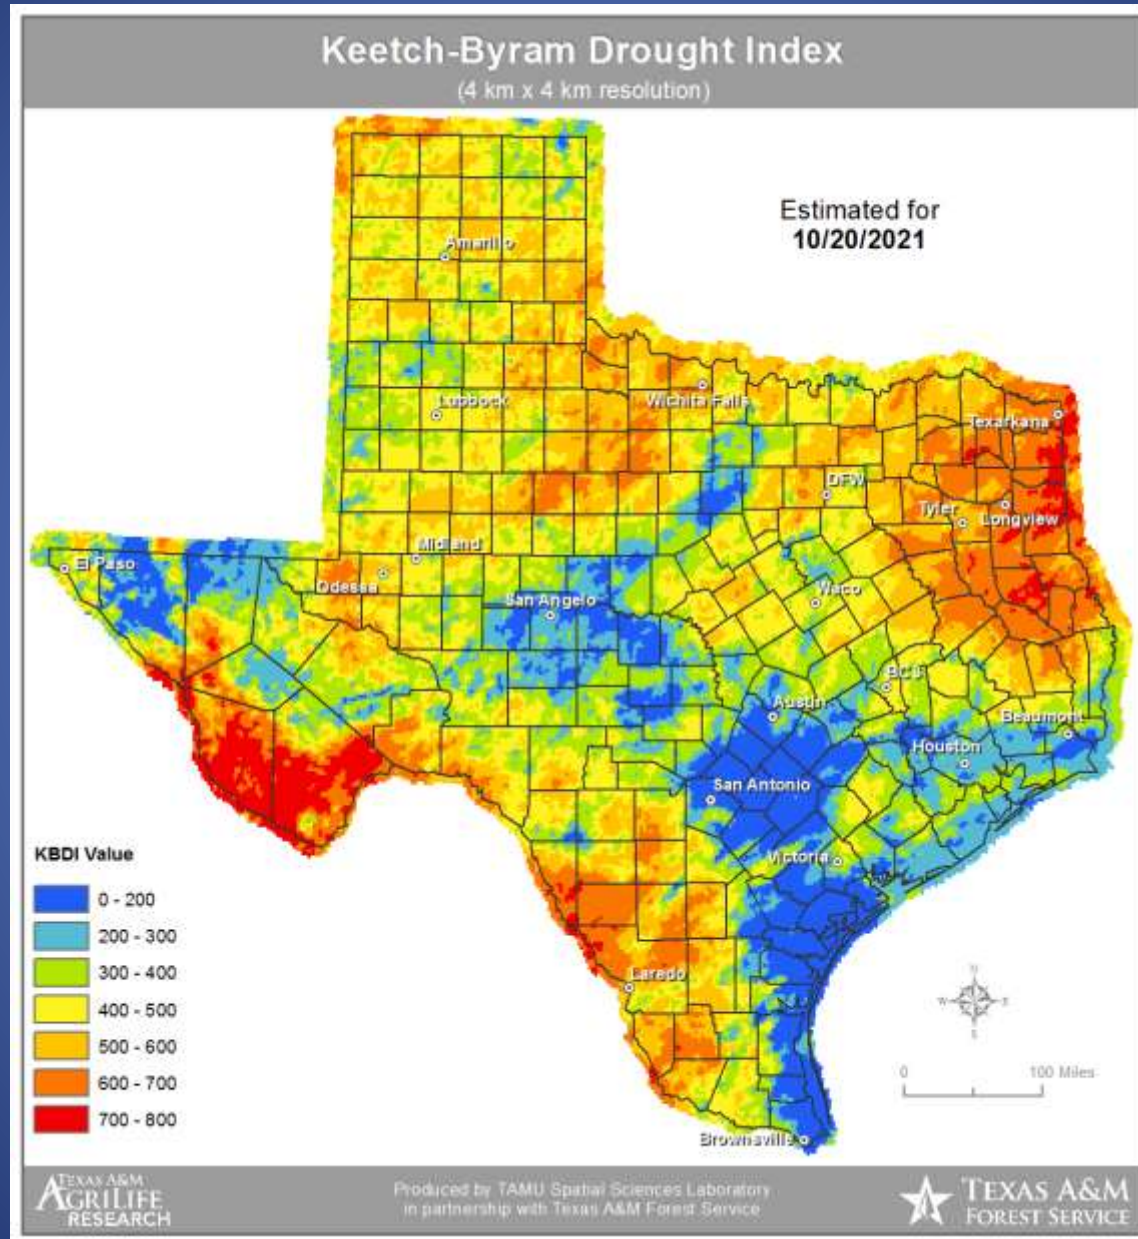 Keetch-Byram Drought Index
(4 km x 4 km resolution)
Estimated for
10/20/2021
Amarillo
Lubbock
Wichita Falls
Texarkana
DFW
Tyler
Longview
Midland
El Paso
Odessa
San Angelo
Waco
BCS
Austin
Beaumont
Houston
San Antonio
Victoria
Laredo
Brownsville
KBDI Value
0 - 200
200 - 300
300 - 400
400 - 500
500 - 600
600 - 700
700 - 800
N
W E
S
0 100 Miles
TEXAS A&M
AGRILIFE
RESEARCH
Produced by TAMU Spatial Sciences Laboratory
in partnership with Texas A&M Forest Service
TEXAS A&M
FOREST SERVICE